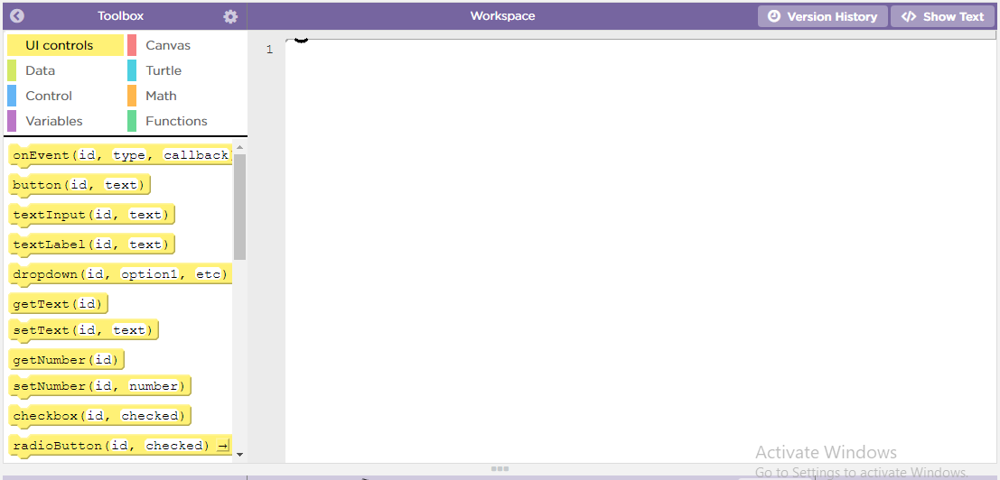 Toolbox
Workspace
Version History
</> Show Text
UI controls
Canvas
Data
Turtle
Control
Math
Variables
Functions
1
onEvent(id, type, callback)
button(id, text)
textInput(id, text)
textLabel(id, text)
dropdown(id, option1, etc)
getText(id)
setText(id, text)
getNumber(id)
setNumber(id, number)
checkbox(id, checked)
radioButton(id, checked) →
Activate Windows
Go to Settings to activate Windows.